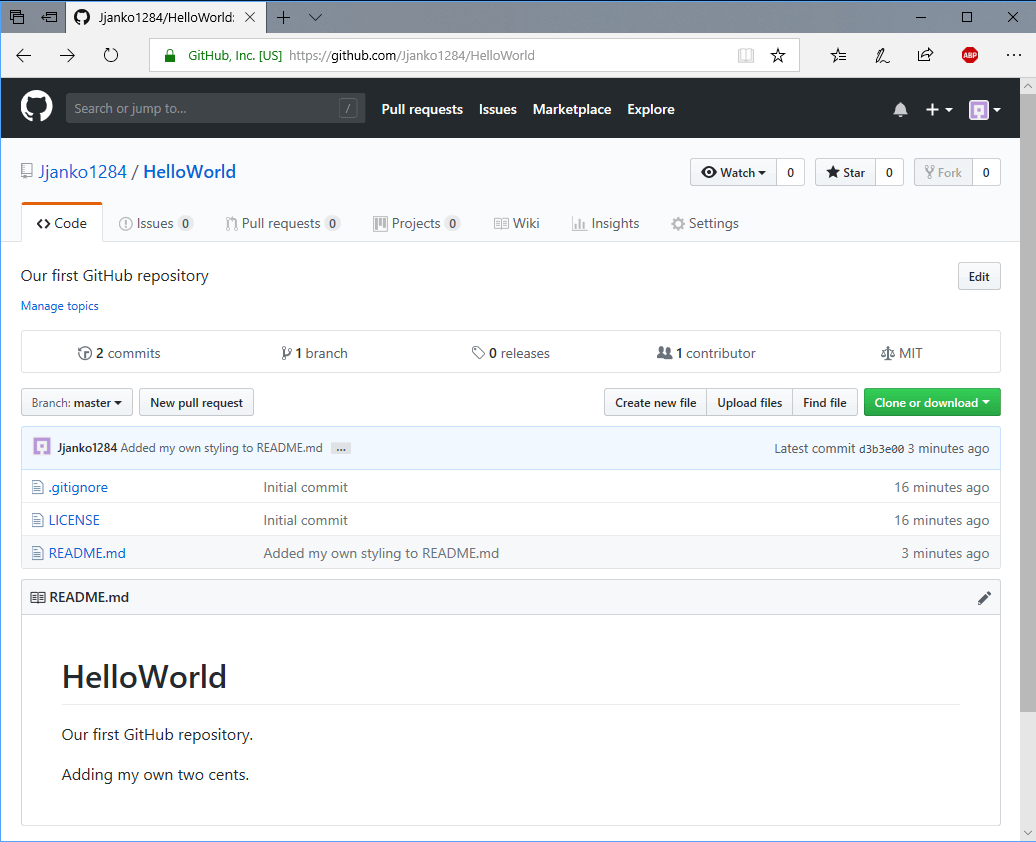 Jjanko1284/HelloWorld:
GitHub, Inc. [US] https://github.com/Jjanko1284/HelloWorld ABP
Search or jump to... / Pull requests Issues Marketplace Explore
Jjanko1284 / HelloWorld Watch 0 Star 0 Fork 0
Code Issues 0 Pull requests 0 Projects 0 Wiki Insights Settings
Our first GitHub repository Edit
Manage topics
2 commits 1 branch 0 releases 1 contributor MIT
Branch: master New pull request Create new file Upload files Find file Clone or download
Jjanko1284 Added my own styling to README.md ... Latest commit d3b3e00 3 minutes ago
.gitignore Initial commit 16 minutes ago
LICENSE Initial commit 16 minutes ago
README.md Added my own styling to README.md 3 minutes ago
README.md
HelloWorld
Our first GitHub repository.
Adding my own two cents.